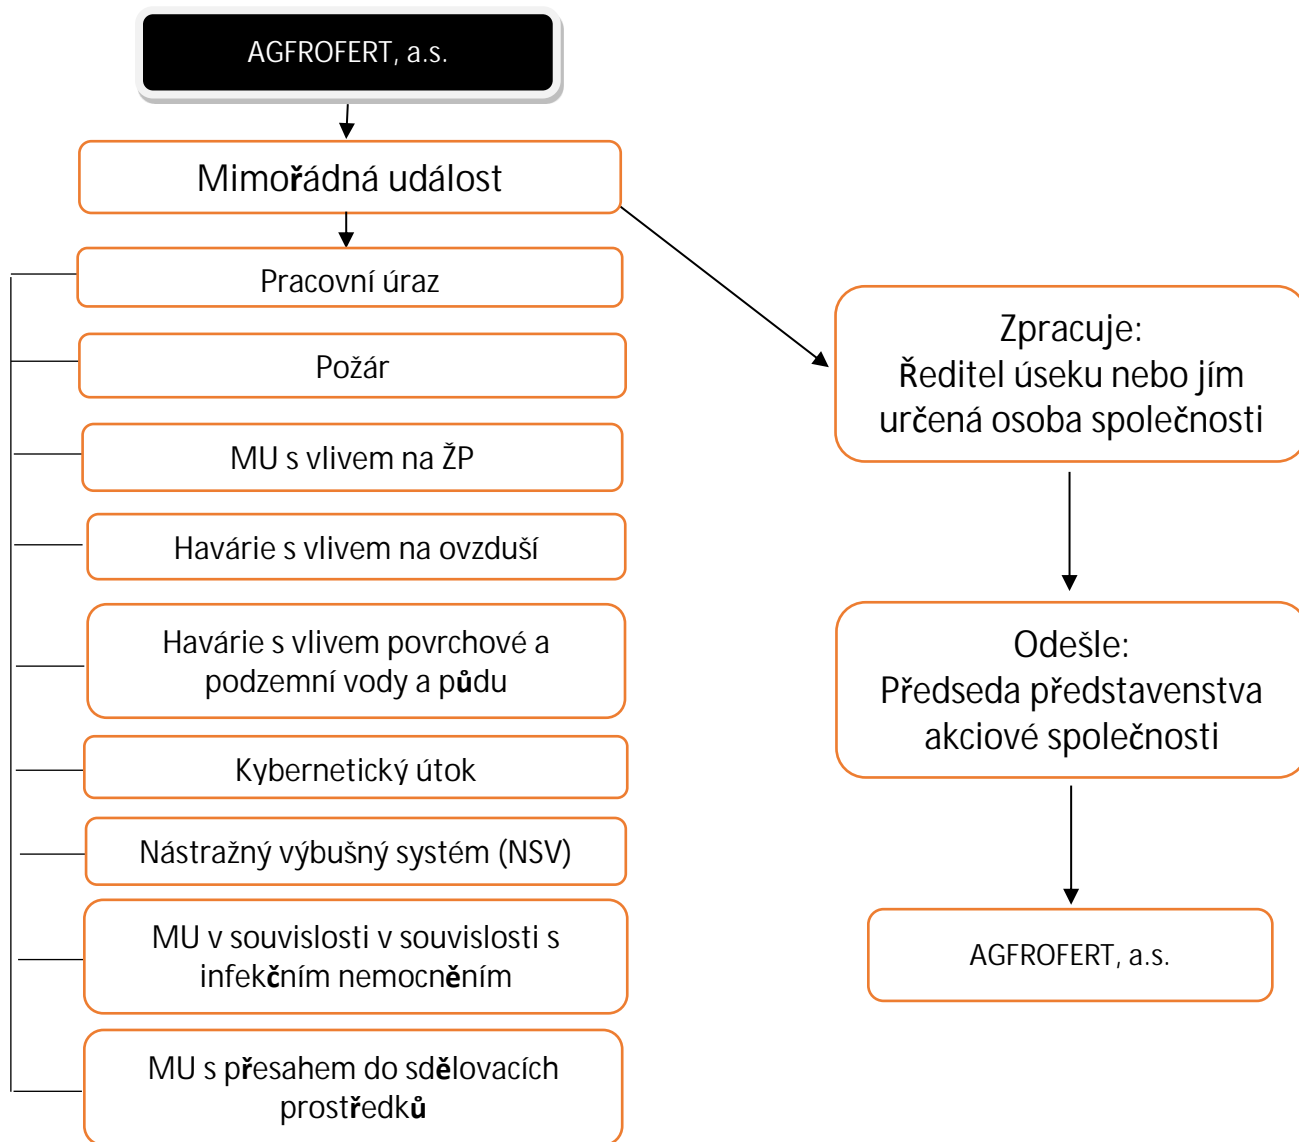 AGFROFERT, a.s.
Mimořádná událost
Pracovní úraz
Požár
MU s vlivem na ŽP
Havárie s vlivem na ovzduší
Havárie s vlivem povrchové a
podzemní vody a půdu
Kybernetický útok
Nástražný výbušný systém (NSV)
MU v souvislosti v souvislosti s
infekčním nemocněním
MU s přesahem do sdělovacích
prostředků
Zpracuje:
Ředitel úseku nebo jím
určená osoba společnosti
Odešle:
Předseda představenstva
akciové společnosti
AGFROFERT, a.s.